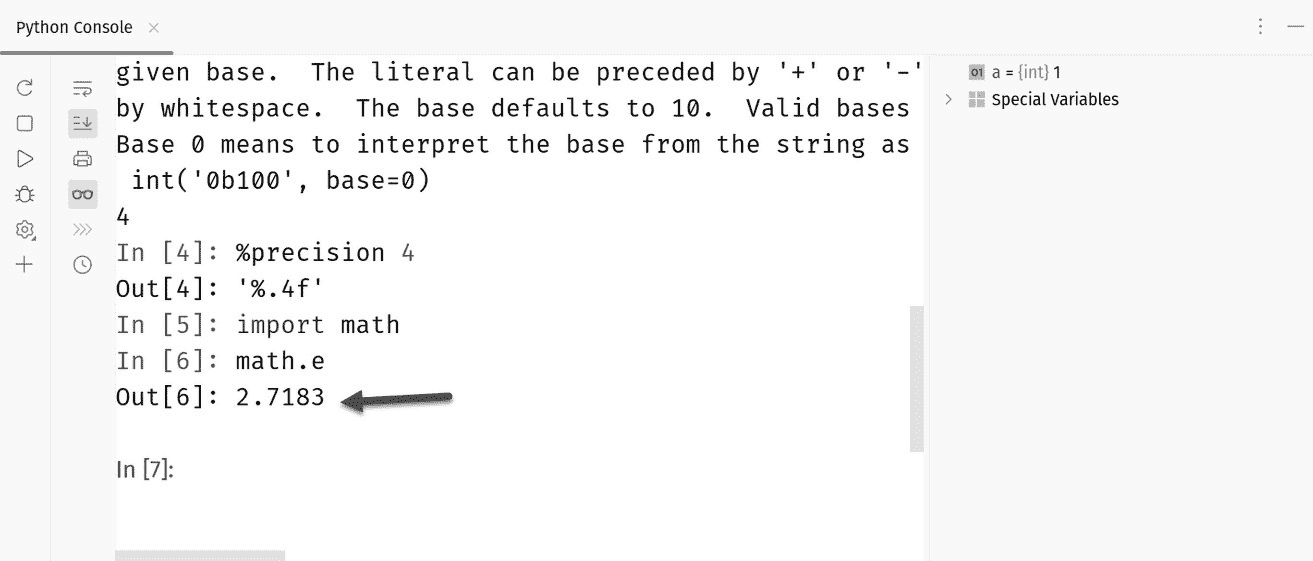 Python Console
given base.  The literal can be preceded by '+' or '-'
by whitespace.  The base defaults to 10.  Valid bases
Base 0 means to interpret the base from the string as
 int('0b100', base=0)
4
In [4]: %precision 4
Out[4]: '%.4f'
In [5]: import math
In [6]: math.e
Out[6]: 2.7183
In [7]:
01 a = {int} 1
Special Variables